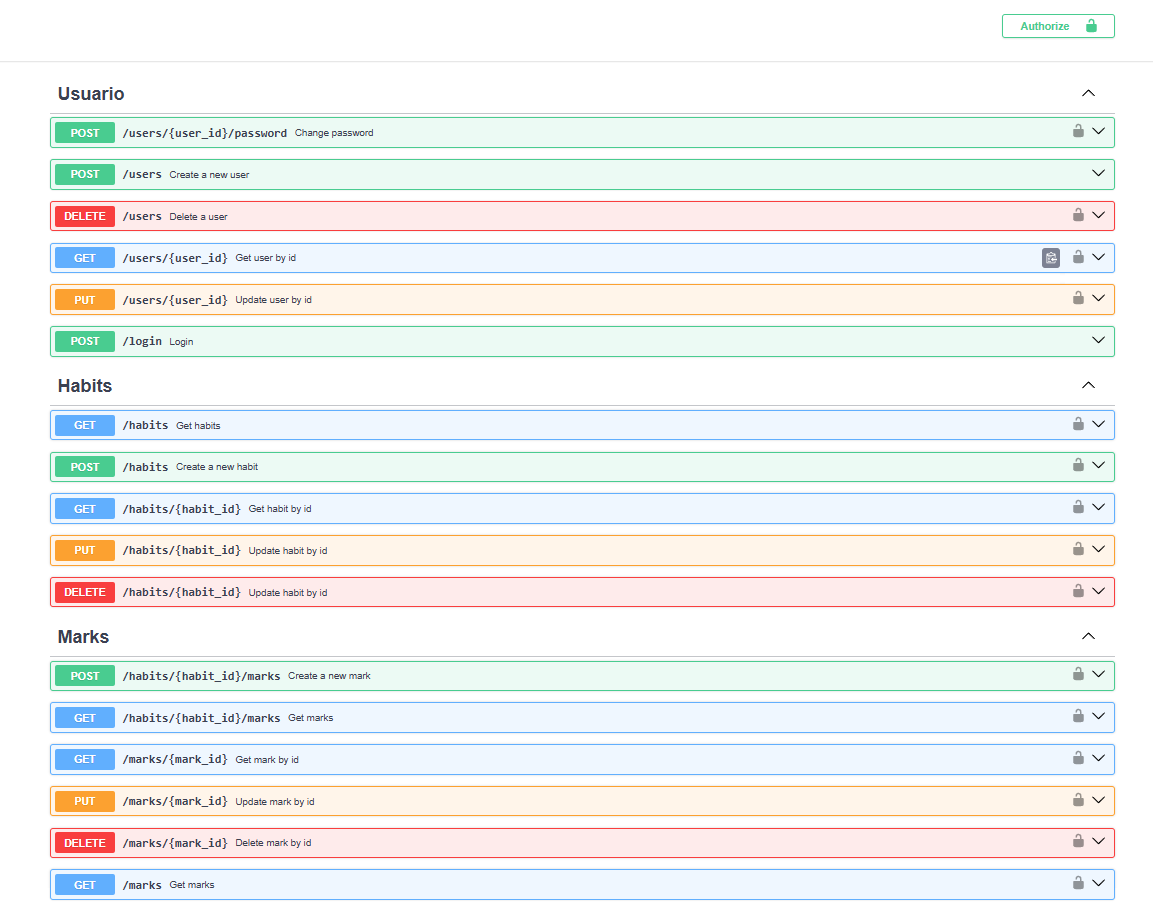 Authorize
Usuario
POST /users/{user_id}/password Change password
POST /users Create a new user
DELETE /users Delete a user
GET /users/{user_id} Get user by id
PUT /users/{user_id} Update user by id
POST /login Login
Habits
GET /habits Get habits
POST /habits Create a new habit
GET /habits/{habit_id} Get habit by id
PUT /habits/{habit_id} Update habit by id
DELETE /habits/{habit_id} Update habit by id
Marks
POST /habits/{habit_id}/marks Create a new mark
GET /habits/{habit_id}/marks Get marks
GET /marks/{mark_id} Get mark by id
PUT /marks/{mark_id} Update mark by id
DELETE /marks/{mark_id} Delete mark by id
GET /marks Get marks